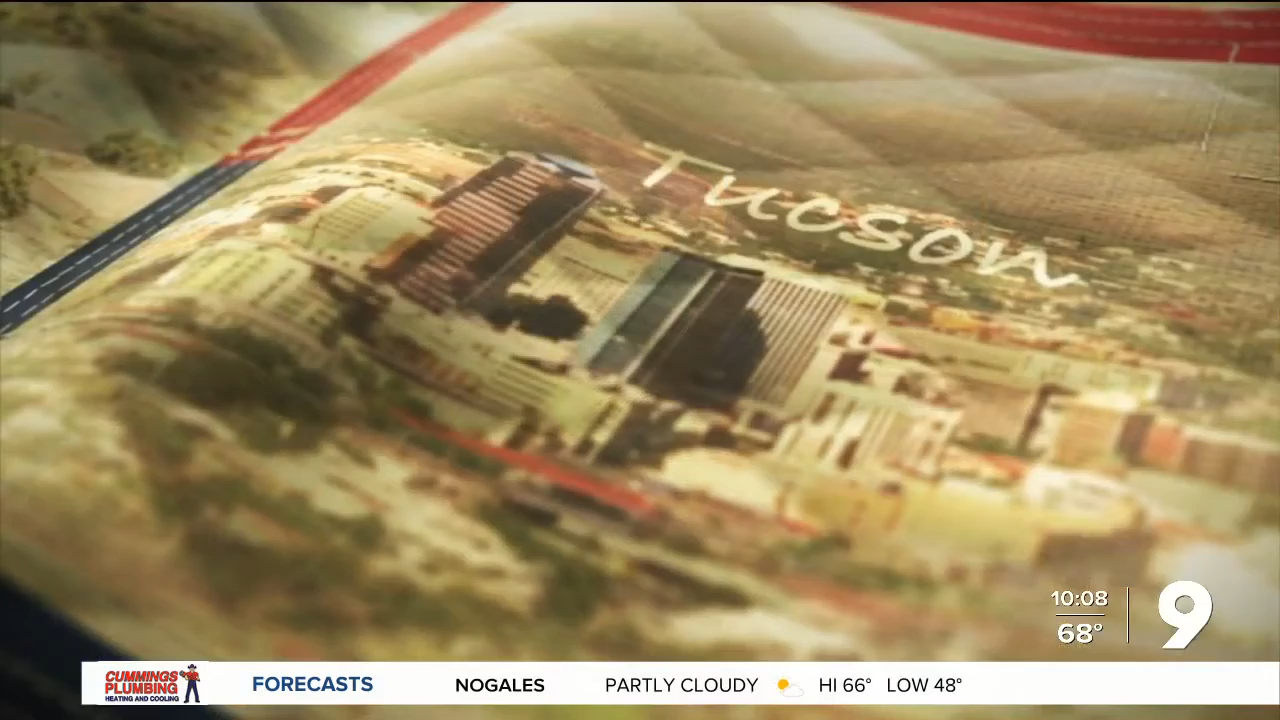 Tucson
10:08
68°
9
CUMMINGS
PLUMBING
HEATING AND COOLING
FORECASTS
NOGALES
PARTLY CLOUDY
HI 66° LOW 48°